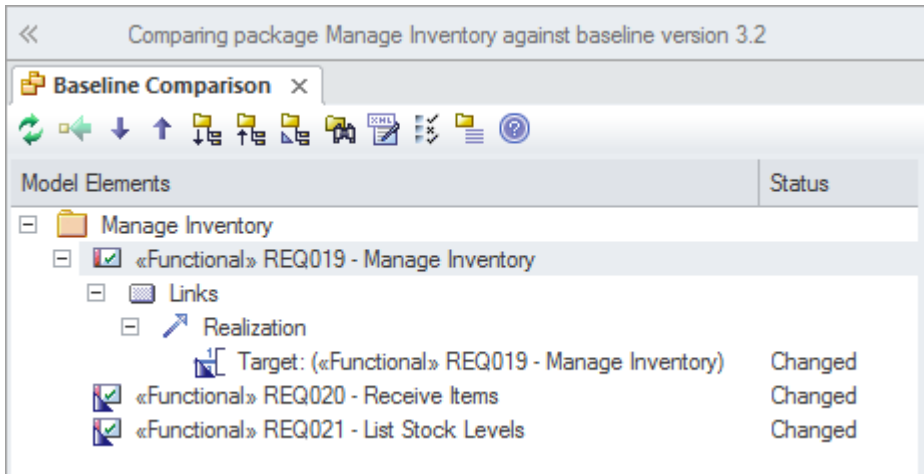 Comparing package Manage Inventory against baseline version 3.2
Baseline Comparison
Model Elements Status
Manage Inventory
«Functional» REQ019 - Manage Inventory
Links
Realization
Target: («Functional» REQ019 - Manage Inventory) Changed
«Functional» REQ020 - Receive Items Changed
«Functional» REQ021 - List Stock Levels Changed